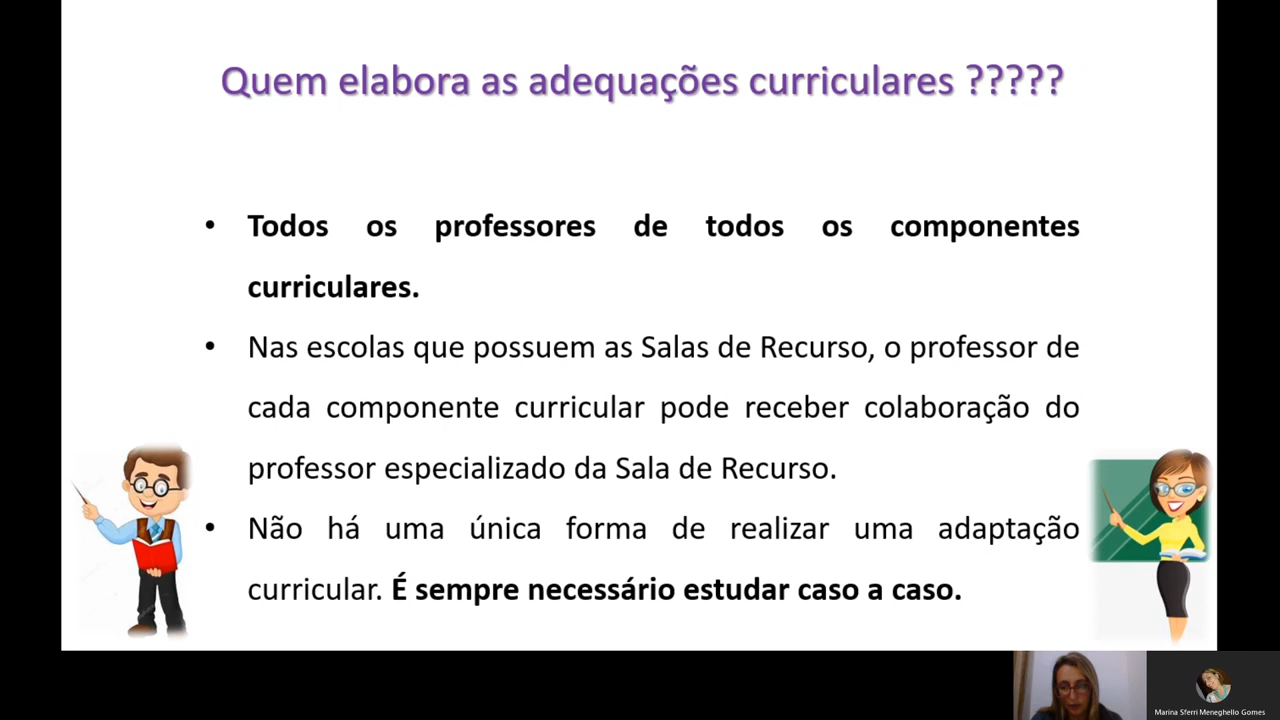 Quem elabora as adequações curriculares ?????
• Todos os professores de todos os componentes
curriculares.
• Nas escolas que possuem as Salas de Recurso, o professor de
cada componente curricular pode receber colaboração do
professor especializado da Sala de Recurso.
• Não há uma única forma de realizar uma adaptação
curricular. É sempre necessário estudar caso a caso.
Marina Sferri Meneghello Gomes